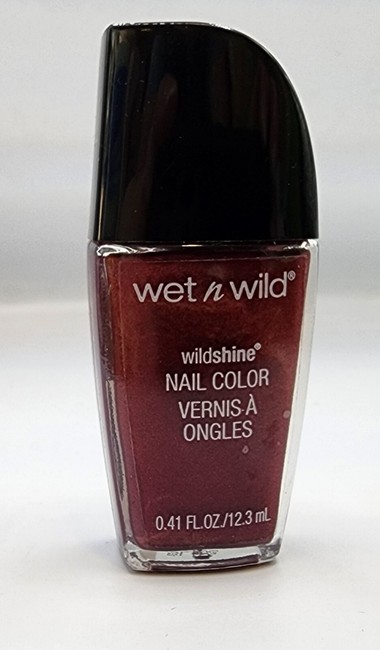 wet n wild®
wildshine®
NAIL COLOR
VERNIS À
ONGLES
0.41 FL.OZ./12.3 mL